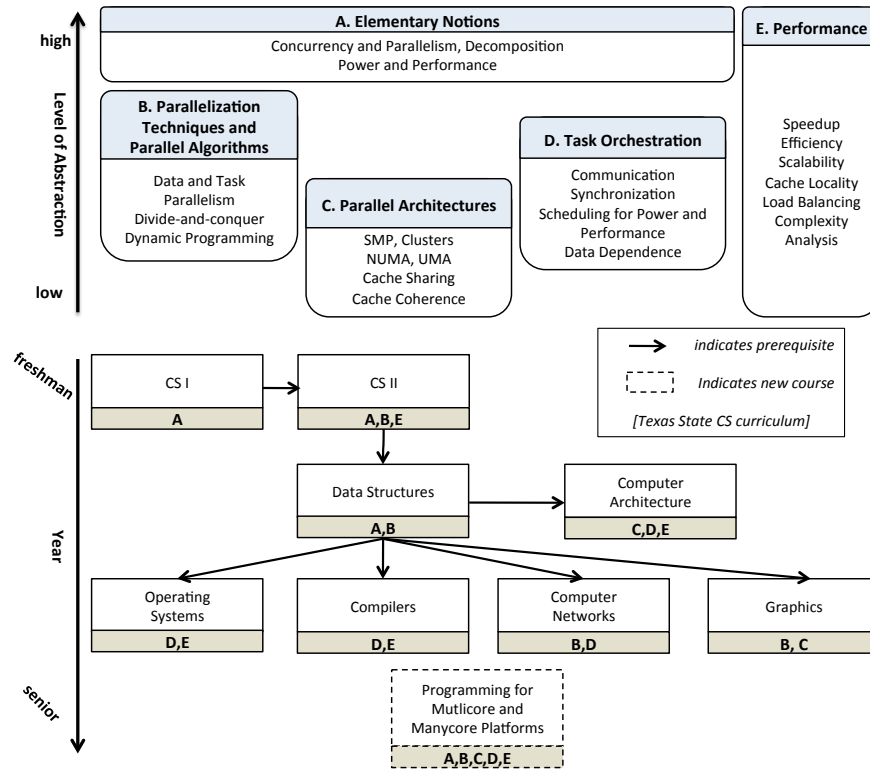 high
Level of Abstraction
low
A. Elementary Notions
Concurrency and Parallelism, Decomposition
Power and Performance
B. Parallelization
Techniques and
Parallel Algorithms
Data and Task
Parallelism
Divide-and-conquer
Dynamic Programming
C. Parallel Architectures
SMP, Clusters
NUMA, UMA
Cache Sharing
Cache Coherence
D. Task Orchestration
Communication
Synchronization
Scheduling for Power and
Performance
Data Dependence
E. Performance
Speedup
Efficiency
Scalability
Cache Locality
Load Balancing
Complexity
Analysis
freshman
Year
senior
CS I
A
CS II
A,B,E
indicates prerequisite
Indicates new course
[Texas State CS curriculum]
Data Structures
A,B
Computer
Architecture
C,D,E
Operating
Systems
D,E
Compilers
D,E
Computer
Networks
B,D
Graphics
B, C
Programming for
Mutlicore and
Manycore Platforms
A,B,C,D,E